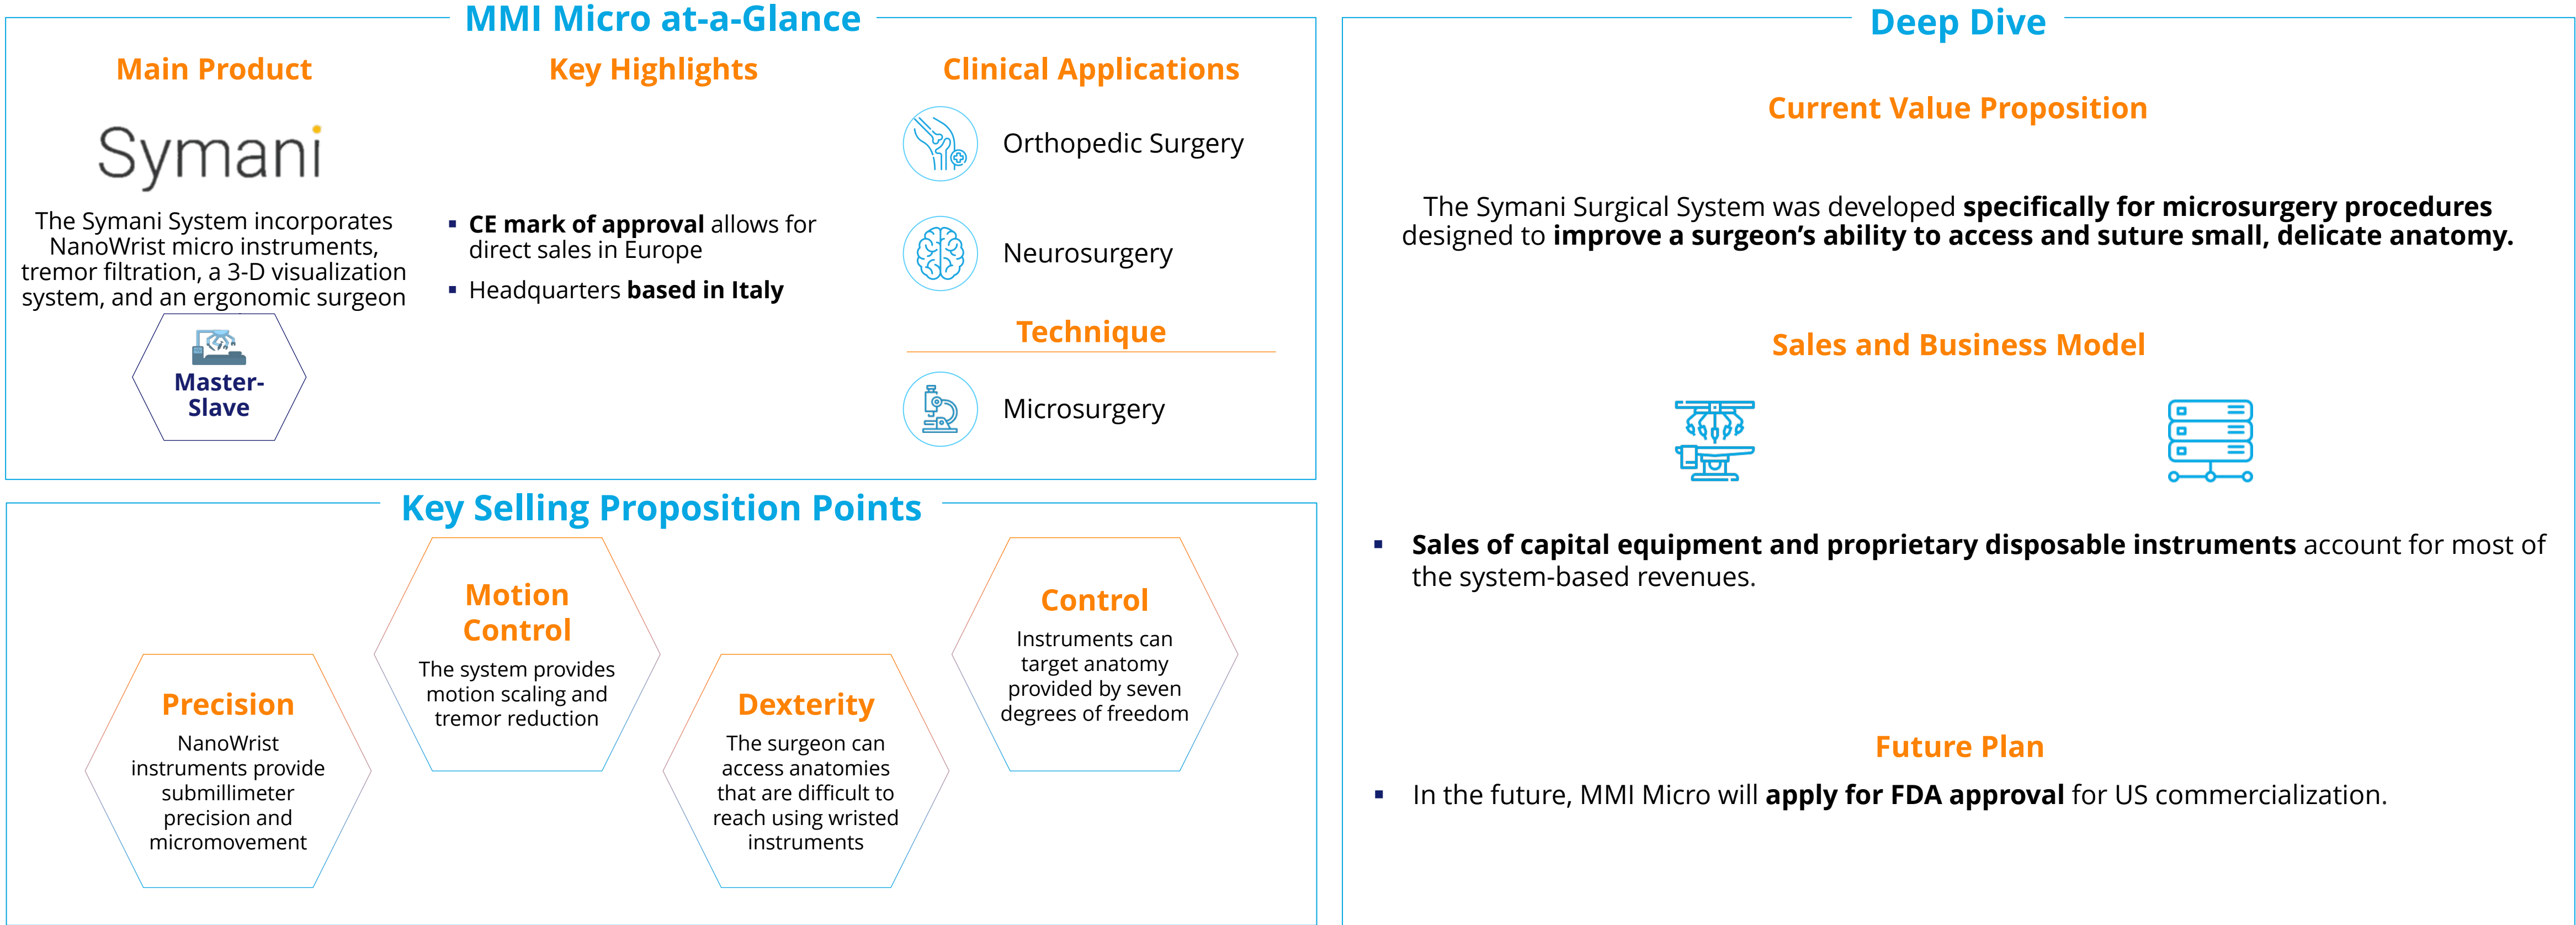 MMI Micro at-a-Glance
Main Product
Symani
The Symani System incorporates
NanoWrist micro instruments,
tremor filtration, a 3-D visualization
system, and an ergonomic surgeon
Master-
Slave
Key Highlights
▪ CE mark of approval allows for
direct sales in Europe
▪ Headquarters based in Italy
Clinical Applications
Orthopedic Surgery
Neurosurgery
Technique
Microsurgery
Key Selling Proposition Points
Precision
NanoWrist
instruments provide
submillimeter
precision and
micromovement
Motion
Control
The system provides
motion scaling and
tremor reduction
Dexterity
The surgeon can
access anatomies
that are difficult to
reach using wristed
instruments
Control
Instruments can
target anatomy
provided by seven
degrees of freedom
Deep Dive
Current Value Proposition
The Symani Surgical System was developed specifically for microsurgery procedures
designed to improve a surgeon’s ability to access and suture small, delicate anatomy.
Sales and Business Model
▪ Sales of capital equipment and proprietary disposable instruments account for most of
the system-based revenues.
Future Plan
▪ In the future, MMI Micro will apply for FDA approval for US commercialization.